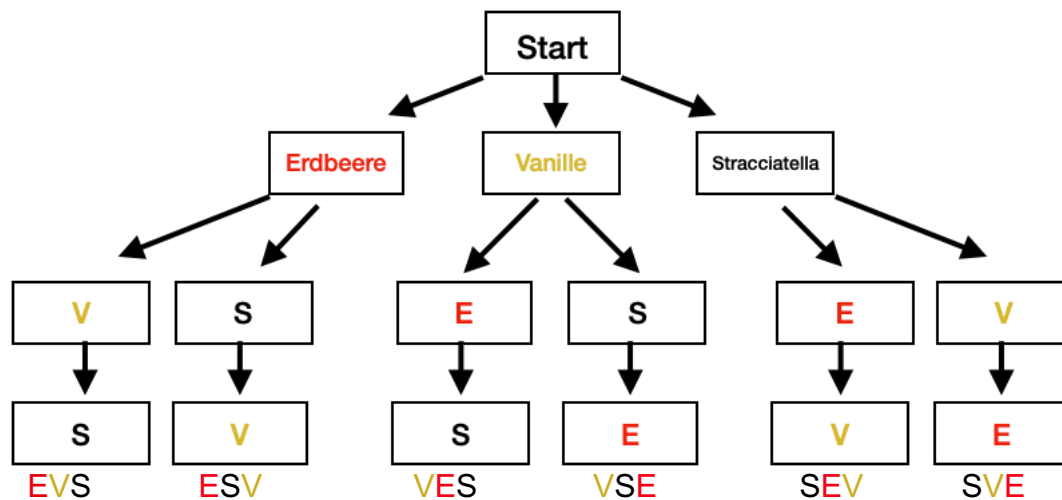 Start
Erdbeere Vanille Stracciatella
V S E S E V
S V S E V E
EVS ESV VES VSE SEV SVE